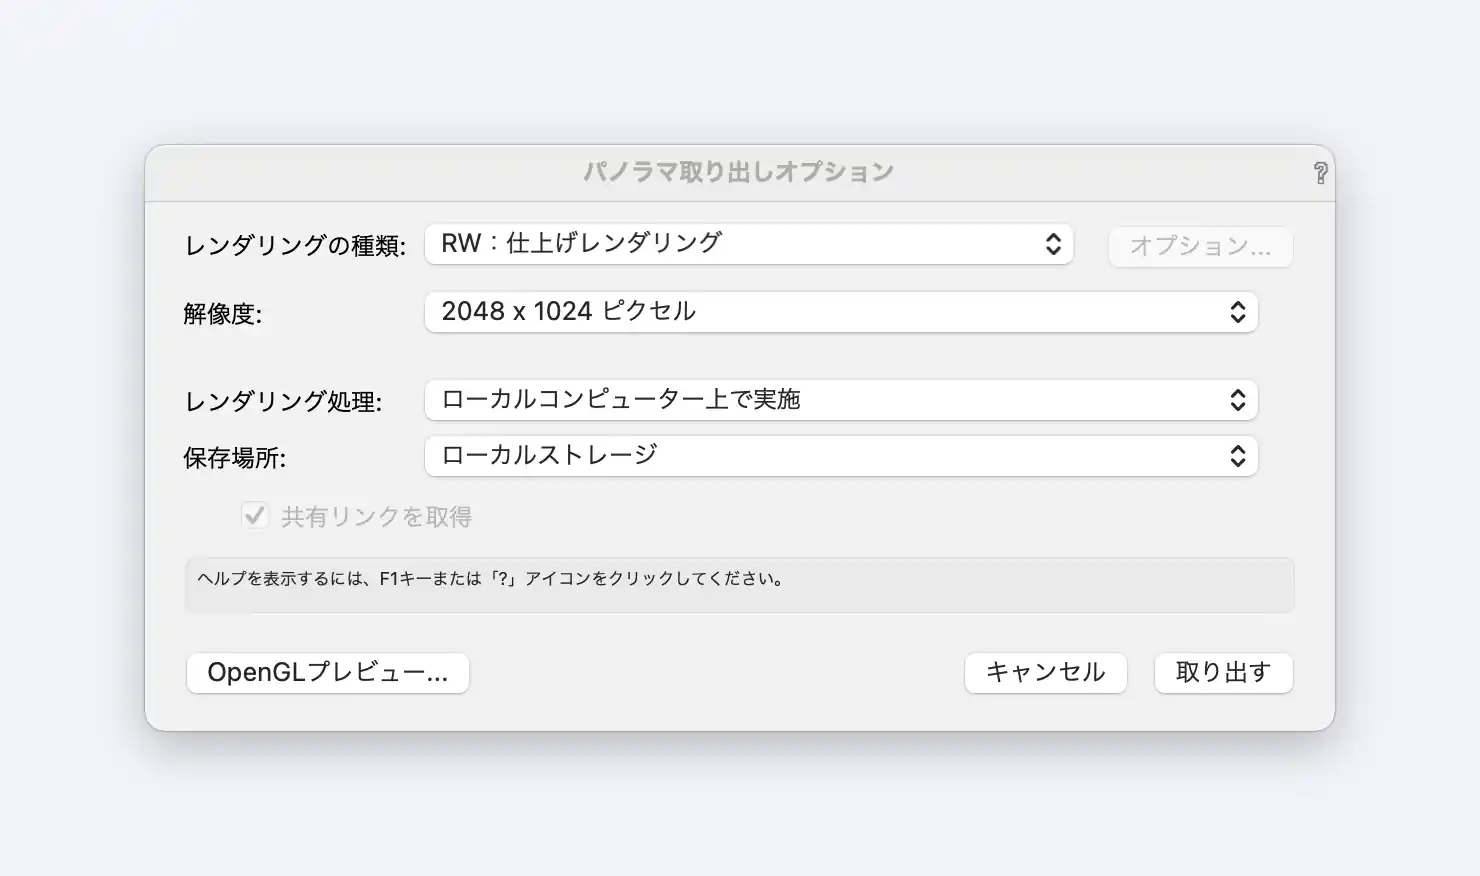 パノラマ取り出しオプション
?
レンダリングの種類: RW：仕上げレンダリング オプション...
解像度: 2048 x 1024 ピクセル
レンダリング処理: ローカルコンピューター上で実施
保存場所: ローカルストレージ
共有リンクを取得
ヘルプを表示するには、F1キーまたは「?」アイコンをクリックしてください。
OpenGLプレビュー... キャンセル 取り出す